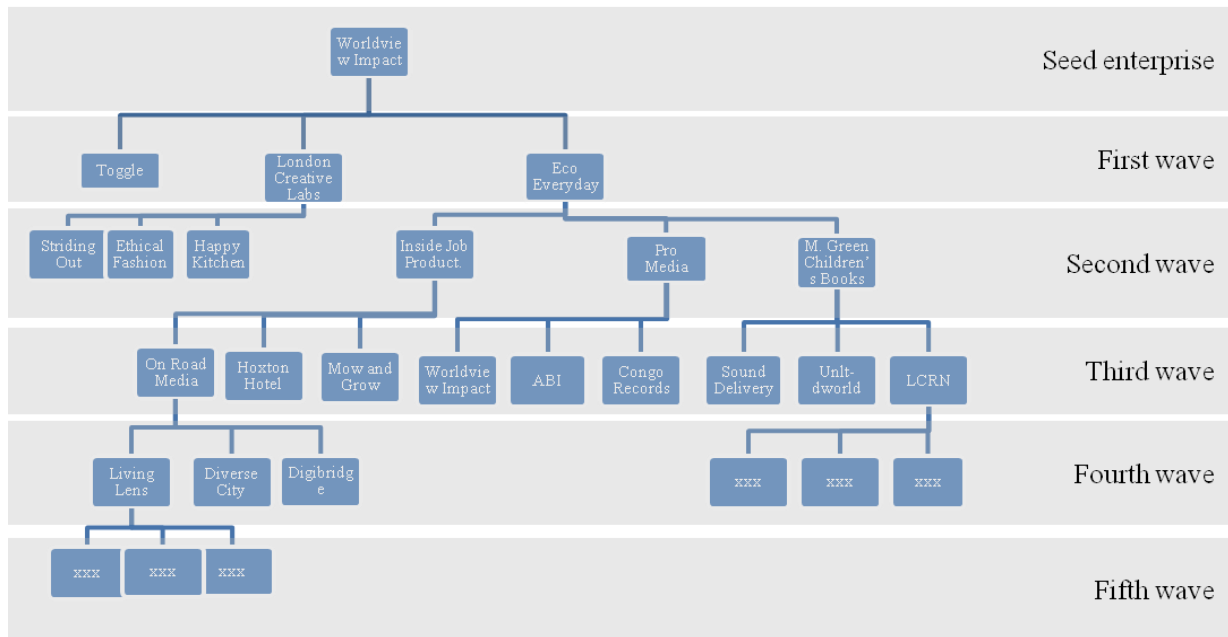 Worldvie
w Impact
Seed enterprise
Toggle
London
Creative
Labs
Eco
Everyday
First wave
Striding
Out
Ethical
Fashion
Happy
Kitchen
Inside Job
Product.
Pro
Media
M. Green
Children’
s Books
Second wave
On Road
Media
Hoxton
Hotel
Mow and
Grow
Worldvie
w Impact
ABI
Congo
Records
Sound
Delivery
Unlt-
dworld
LCRN
Third wave
Living
Lens
Diverse
City
Digibridg
e
xxx
xxx
xxx
Fourth wave
xxx
xxx
xxx
Fifth wave